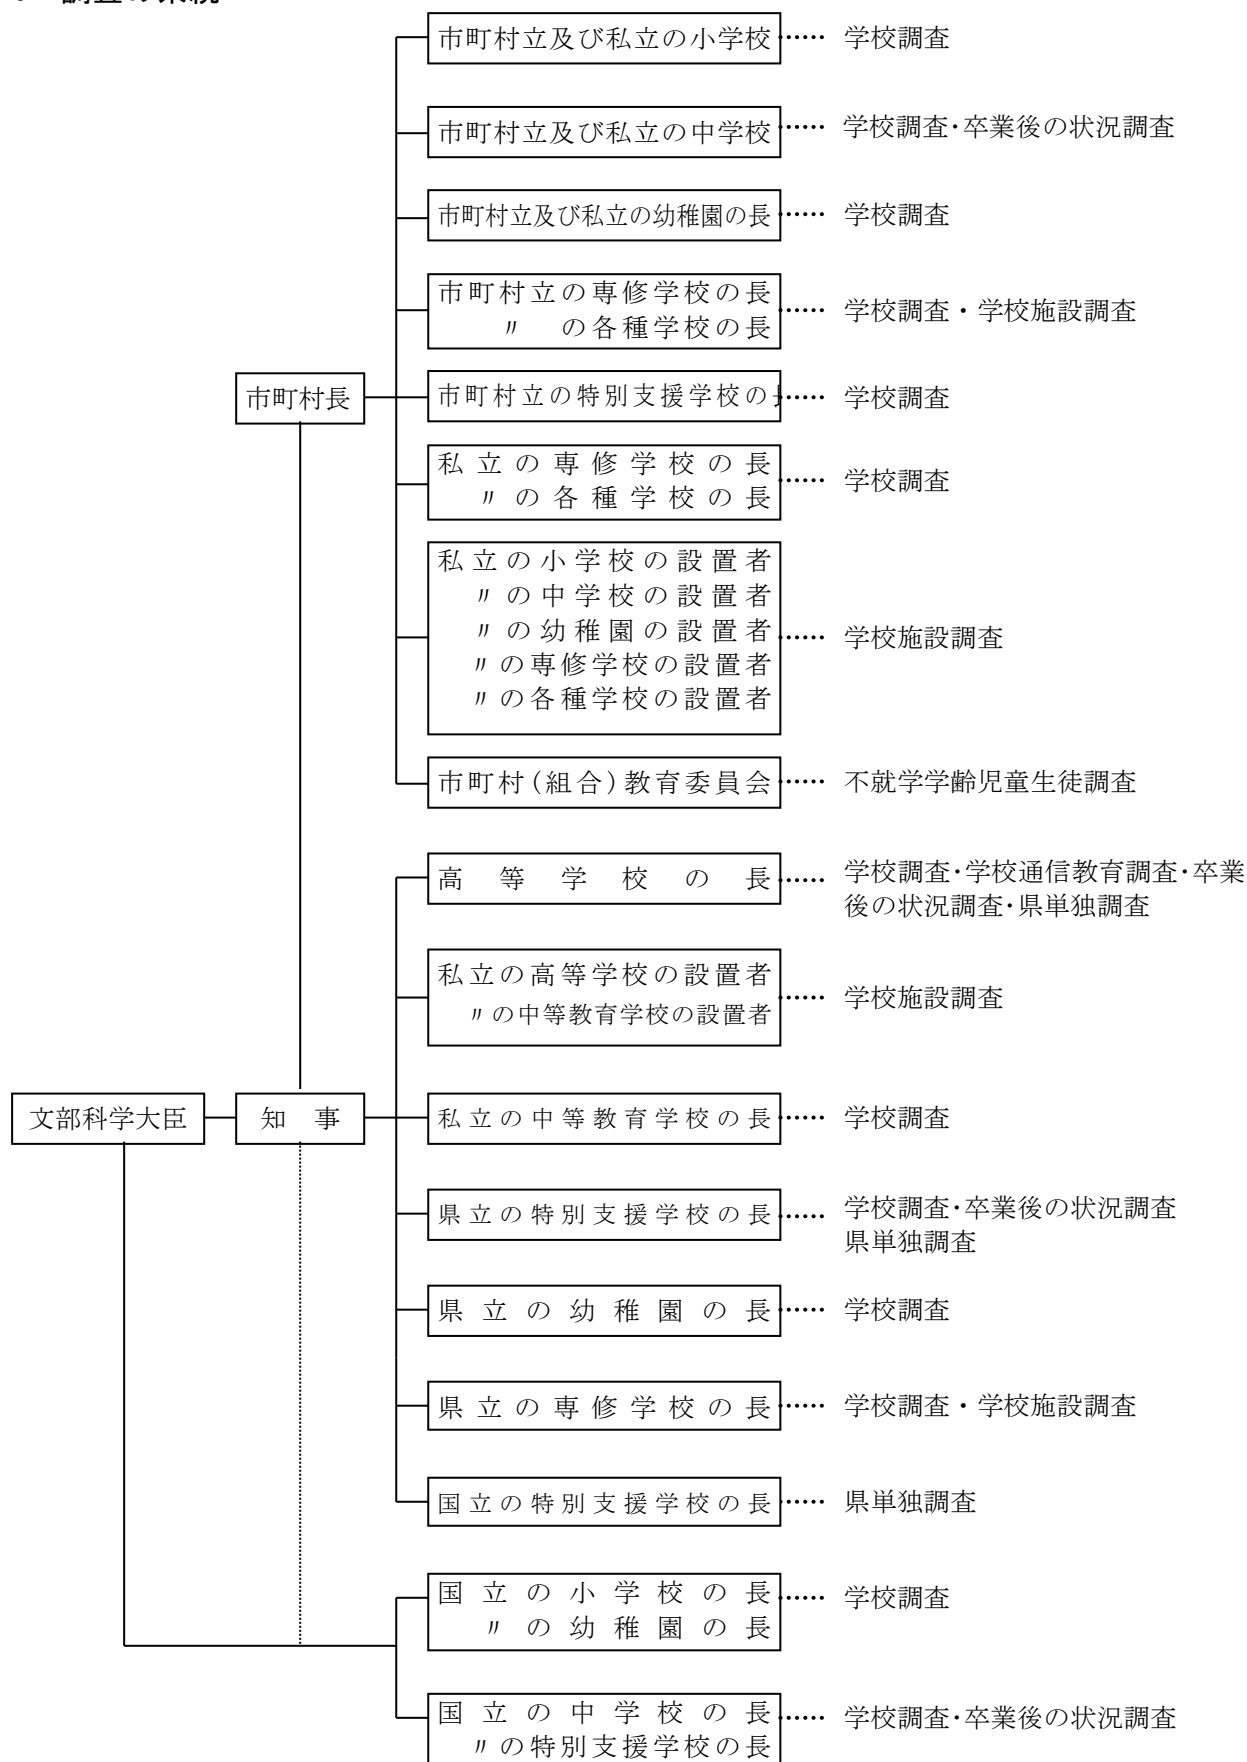 市町村立及び私立の小学校 …… 学校調査
市町村立及び私立の中学校 …… 学校調査・卒業後の状況調査
市町村立及び私立の幼稚園の長 …… 学校調査
市町村立の専修学校の長
〃 の各種学校の長 …… 学校調査・学校施設調査
市町村長
市町村立の特別支援学校の …… 学校調査
私立の専修学校の長
〃の各種学校の長 …… 学校調査
私立の小学校の設置者
〃の中学校の設置者
〃の幼稚園の設置者 …… 学校施設調査
〃の専修学校の設置者
〃の各種学校の設置者
市町村(組合)教育委員会 …… 不就学学齢児童生徒調査
高等学校の長 …… 学校調査・学校通信教育調査・卒業
後の状況調査・県単独調査
私立の高等学校の設置者
〃の中等教育学校の設置者 …… 学校施設調査
文部科学大臣
知 事
私立の中等教育学校の長 …… 学校調査
県立の特別支援学校の長 …… 学校調査・卒業後の状況調査
県単独調査
県立の幼稚園の長 …… 学校調査
県立の専修学校の長 …… 学校調査・学校施設調査
国立の特別支援学校の長 …… 県単独調査
国立の小学校の長 …… 学校調査
〃の幼稚園の長
国立の中学校の長 …… 学校調査・卒業後の状況調査
〃の特別支援学校の長